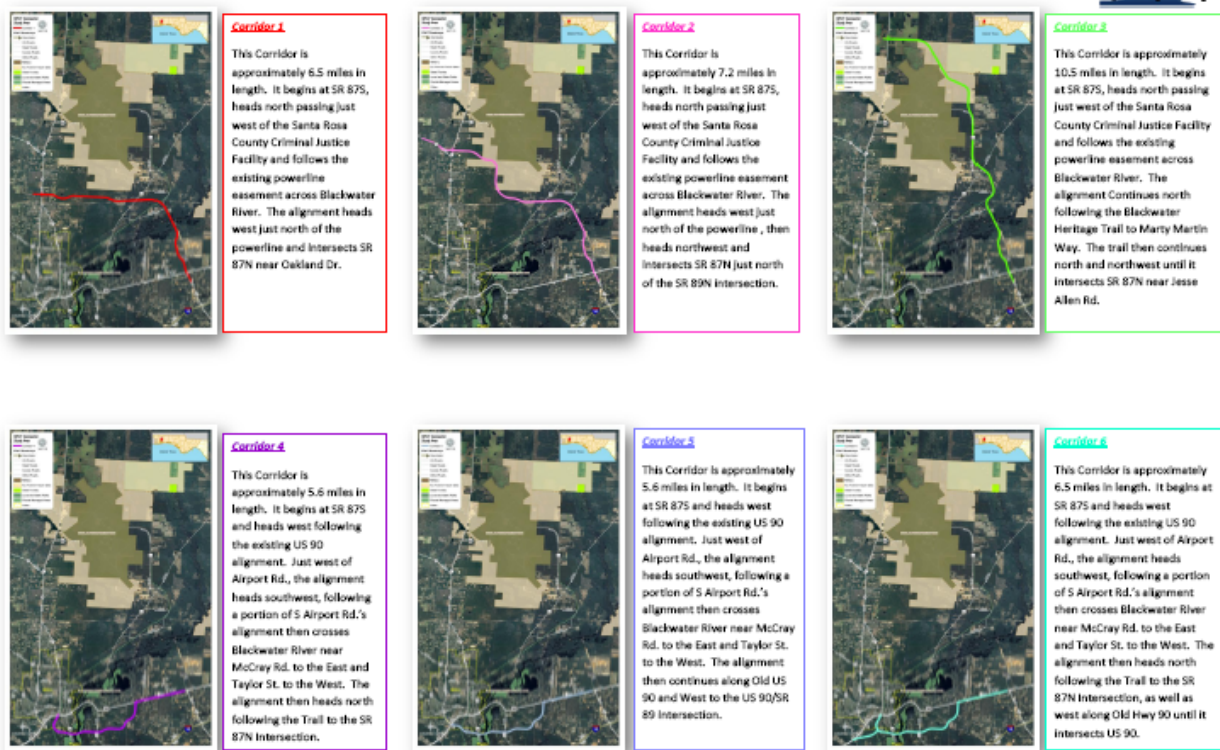 Corridor 1
This Corridor is
approximately 6.5 miles in
length. It begins at SR 87S,
heads north passing just
west of the Santa Rosa
County Criminal Justice
Facility and follows the
existing powerline
easement across Blackwater
River. The alignment heads
west just north of the
powerline and intersects SR
87N near Oakland Dr.
Corridor 2
This Corridor is
approximately 7.2 miles in
length. It begins at SR 87S,
heads north passing just
west of the Santa Rosa
County Criminal Justice
Facility and follows the
existing powerline easement
across Blackwater River. The
alignment heads west just
north of the powerline , then
heads northwest and
intersects SR 87N just north
of the SR 89N intersection.
Corridor 3
This Corridor is approximately
10.5 miles in length. It begins
at SR 87S, heads north passing
just west of the Santa Rosa
County Criminal Justice Facility
and follows the existing
powerline easement across
Blackwater River. The
alignment Continues north
following the Blackwater
Heritage Trail to Marty Martin
Way. The trail then continues
north and northwest until it
intersects SR 87N near Jesse
Allen Rd.
Corridor 4
This Corridor is
approximately 5.6 miles in
length. It begins at SR 87S
and heads west following
the existing US 90
alignment. Just west of
Airport Rd., the alignment
heads southwest, following
a portion of S Airport Rd.'s
alignment then crosses
Blackwater River near
McCray Rd. to the East and
Taylor St. to the West. The
alignment then heads north
following the Trail to the SR
87N Intersection.
Corridor 5
This Corridor is approximately
5.6 miles in length. It begins
at SR 87S and heads west
following the existing US 90
alignment. Just west of
Airport Rd., the alignment
heads southwest, following a
portion of S Airport Rd.'s
alignment then crosses
Blackwater River near McCray
Rd. to the East and Taylor St.
to the West. The alignment
then continues along Old US
90 and West to the US 90/SR
89 Intersection.
Corridor 6
This Corridor is approximately
6.5 miles in length. It begins at
SR 87S and heads west
following the existing US 90
alignment. Just west of Airport
Rd., the alignment heads
southwest, following a portion
of S Airport Rd.'s alignment
then crosses Blackwater River
near McCray Rd. to the East
and Taylor St. to the West. The
alignment then heads north
following the Trail to the SR
87N Intersection, as well as
west along Old Hwy 90 until it
intersects US 90.